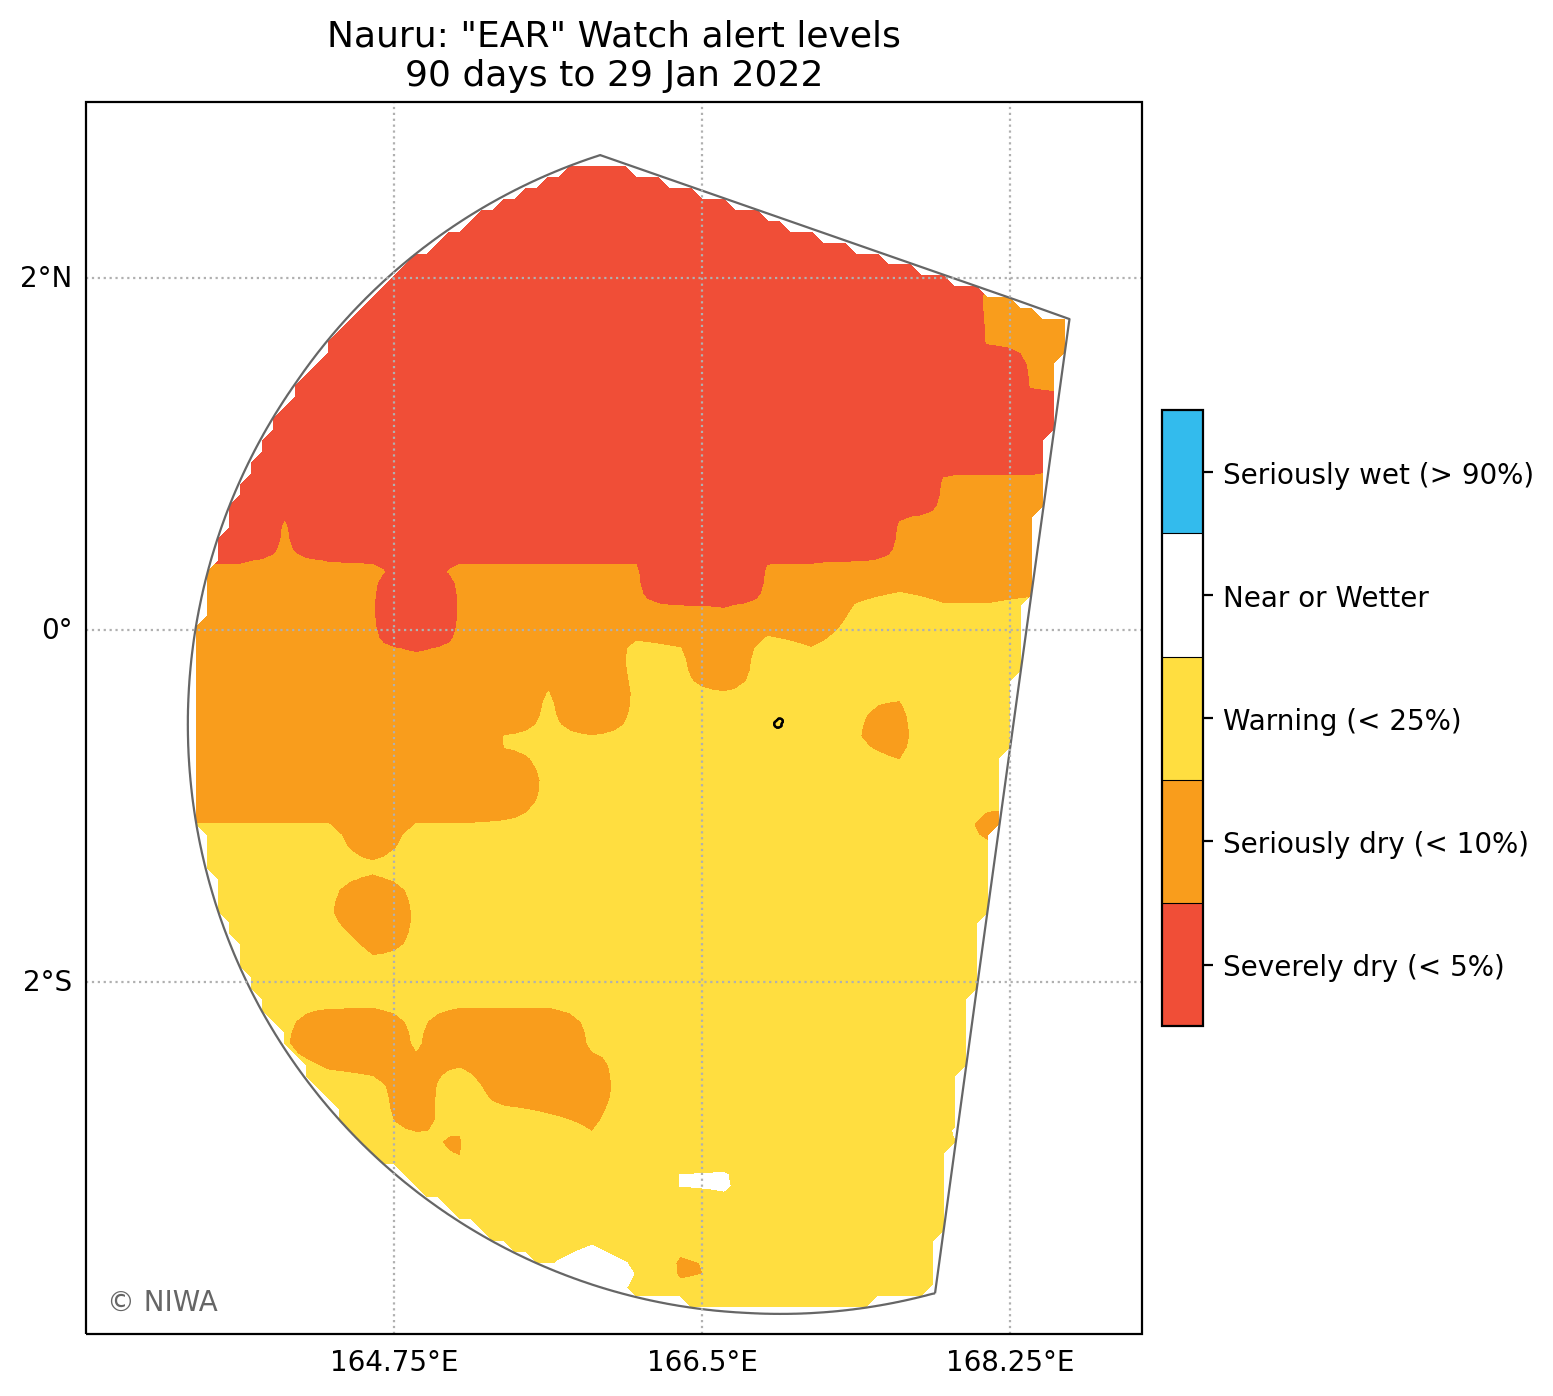 Nauru: "EAR" Watch alert levels
90 days to 29 Jan 2022
2°N
0°
2°S
164.75°E
166.5°E
168.25°E
© NIWA
Seriously wet (> 90%)
Near or Wetter
Warning (< 25%)
Seriously dry (< 10%)
Severely dry (< 5%)